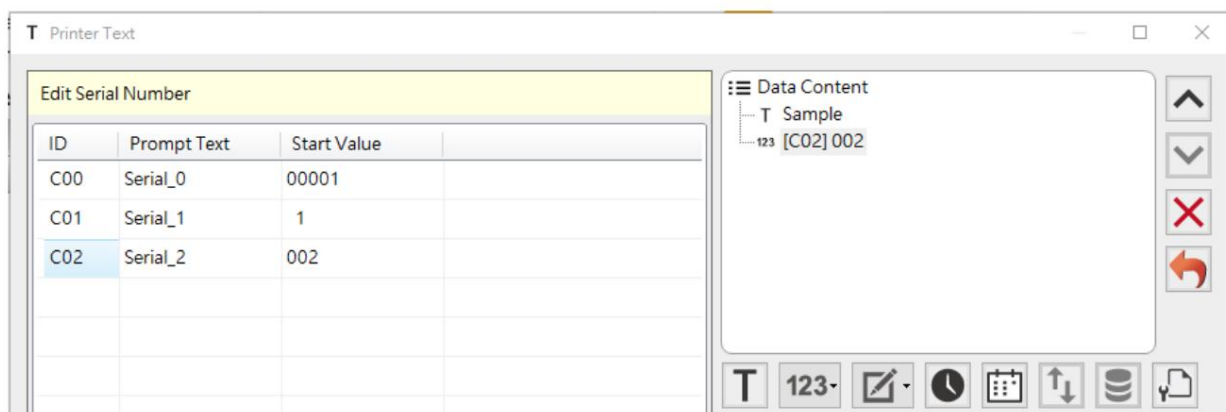 T Printer Text
Edit Serial Number
ID Prompt Text Start Value
C00 Serial_0 00001
C01 Serial_1 1
C02 Serial_2 002
Data Content
T Sample
123 [C02] 002
T 123